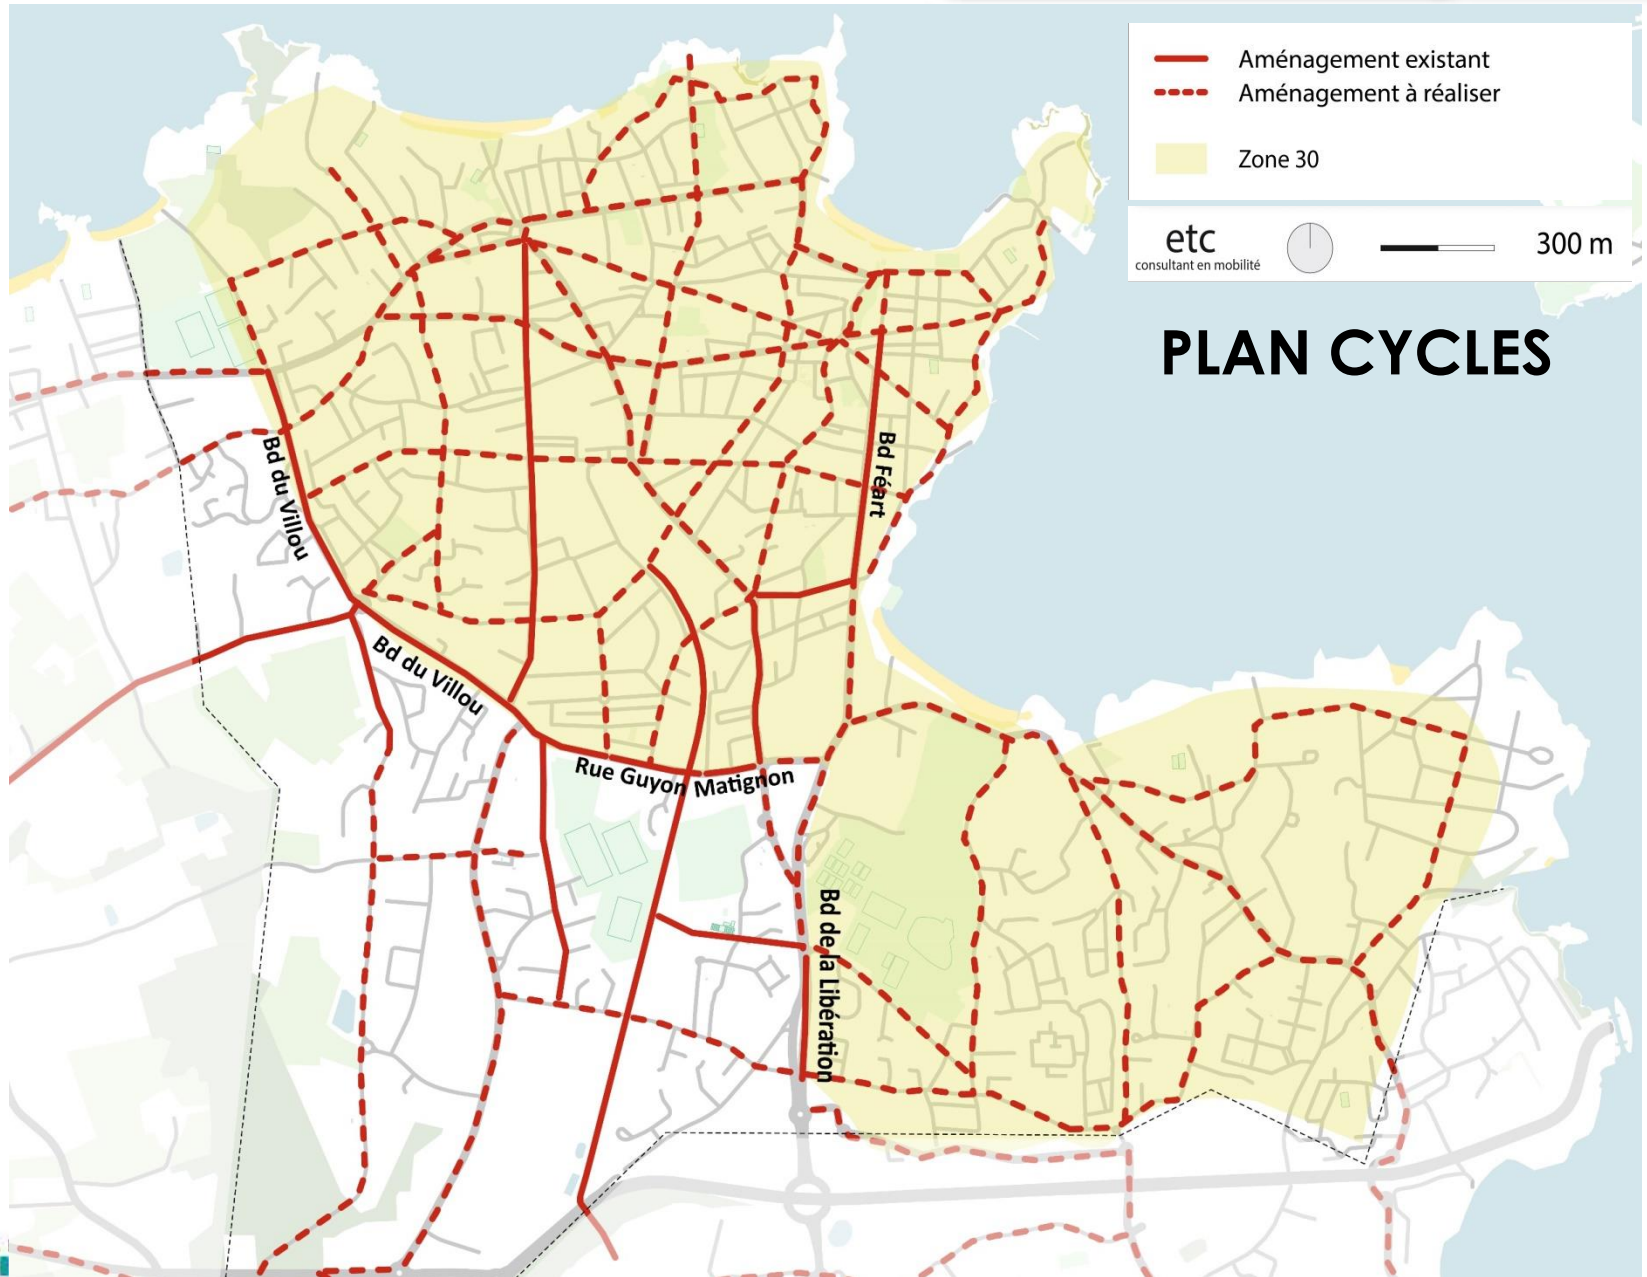 Aménagement existant
Aménagement à réaliser
Zone 30
etc
consultant en mobilité
300 m
PLAN CYCLES
Bd du Villou
Bd Féart
Bd du Villou
Rue Guyon Matignon
Bd de la Libération